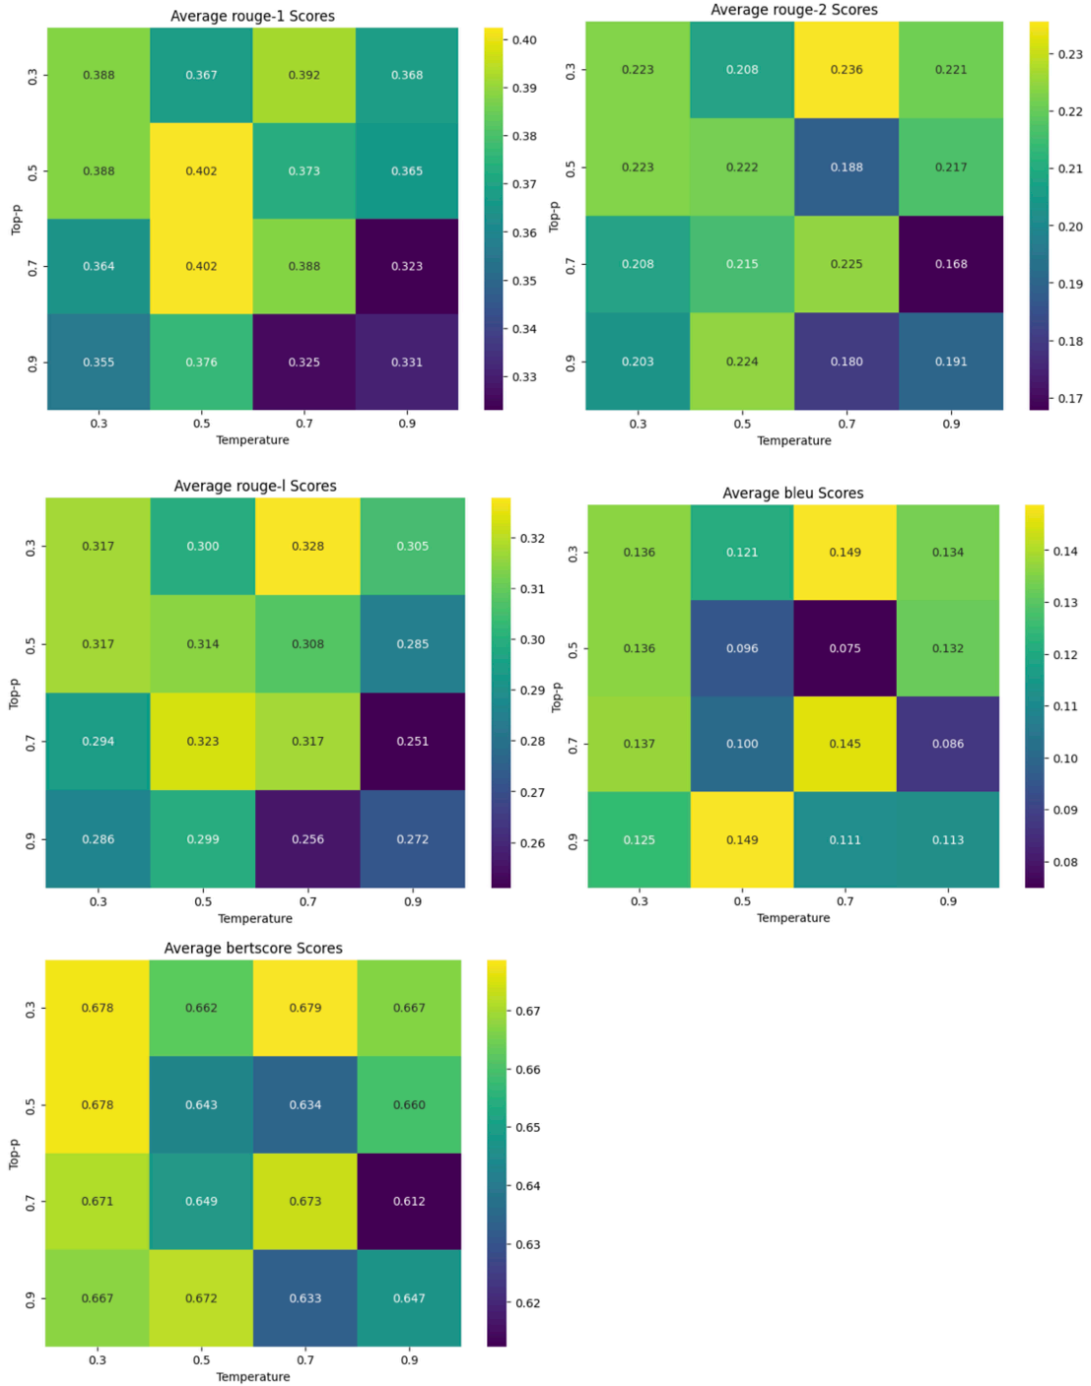 Average rouge-1 Scores
0.3 0.388 0.367 0.392 0.368
0.5 0.388 0.402 0.373 0.365
0.7 0.364 0.402 0.388 0.323
0.9 0.355 0.376 0.325 0.331
0.3 0.5 0.7 0.9
Temperature
Top-p
0.40
0.39
0.38
0.37
0.36
0.35
0.34
0.33
Average rouge-2 Scores
0.3 0.223 0.208 0.236 0.221
0.5 0.223 0.222 0.188 0.217
0.7 0.208 0.215 0.225 0.168
0.9 0.203 0.224 0.180 0.191
0.3 0.5 0.7 0.9
Temperature
Top-p
0.23
0.22
0.21
0.20
0.19
0.18
0.17
Average rouge-l Scores
0.3 0.317 0.300 0.328 0.305
0.5 0.317 0.314 0.308 0.285
0.7 0.294 0.323 0.317 0.251
0.9 0.286 0.299 0.256 0.272
0.3 0.5 0.7 0.9
Temperature
Top-p
0.32
0.31
0.30
0.29
0.28
0.27
0.26
Average bleu Scores
0.3 0.136 0.121 0.149 0.134
0.5 0.136 0.096 0.075 0.132
0.7 0.137 0.100 0.145 0.086
0.9 0.125 0.149 0.111 0.113
0.3 0.5 0.7 0.9
Temperature
Top-p
0.14
0.13
0.12
0.11
0.10
0.09
0.08
Average bertscore Scores
0.3 0.678 0.662 0.679 0.667
0.5 0.678 0.643 0.634 0.660
0.7 0.671 0.649 0.673 0.612
0.9 0.667 0.672 0.633 0.647
0.3 0.5 0.7 0.9
Temperature
Top-p
0.67
0.66
0.65
0.64
0.63
0.62